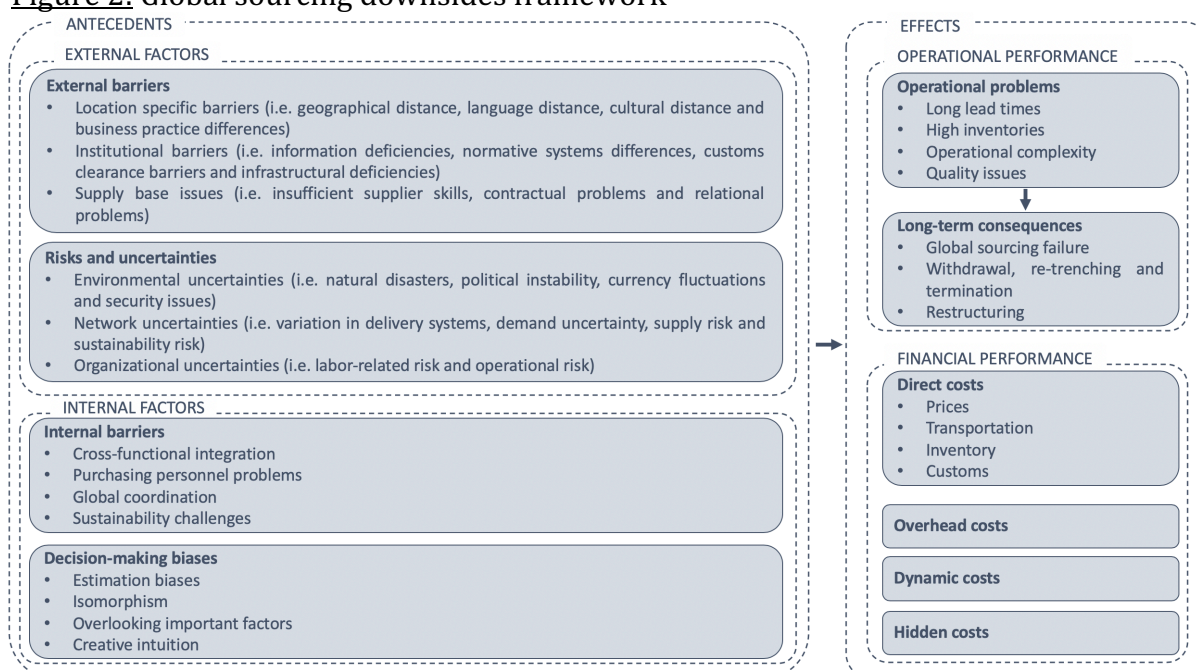 Figure 2: Global sourcing downsides framework
ANTECEDENTS
EXTERNAL FACTORS
External barriers
• Location specific barriers (i.e. geographical distance, language distance, cultural distance and
business practice differences)
• Institutional barriers (i.e. information deficiencies, normative systems differences, customs
clearance barriers and infrastructural deficiencies)
• Supply base issues (i.e. insufficient supplier skills, contractual problems and relational
problems)
Risks and uncertainties
• Environmental uncertainties (i.e. natural disasters, political instability, currency fluctuations
and security issues)
• Network uncertainties (i.e. variation in delivery systems, demand uncertainty, supply risk and
sustainability risk)
• Organizational uncertainties (i.e. labor-related risk and operational risk)
INTERNAL FACTORS
Internal barriers
• Cross-functional integration
• Purchasing personnel problems
• Global coordination
• Sustainability challenges
Decision-making biases
• Estimation biases
• Isomorphism
• Overlooking important factors
• Creative intuition
EFFECTS
OPERATIONAL PERFORMANCE
Operational problems
• Long lead times
• High inventories
• Operational complexity
• Quality issues
Long-term consequences
• Global sourcing failure
• Withdrawal, re-trenching and
termination
• Restructuring
FINANCIAL PERFORMANCE
Direct costs
• Prices
• Transportation
• Inventory
• Customs
Overhead costs
Dynamic costs
Hidden costs